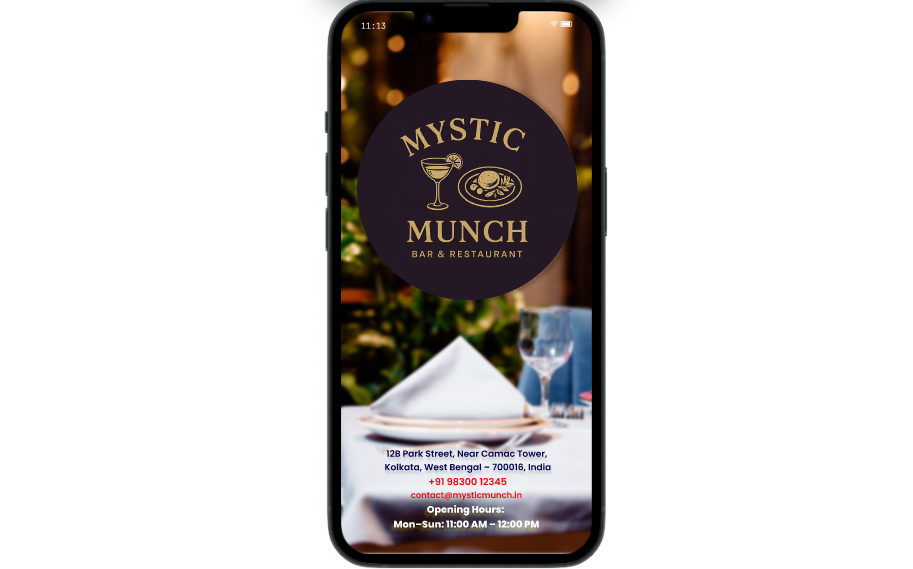 11:13
MYSTIC
MUNCH
BAR & RESTAURANT
12B Park Street, Near Camac Tower,
Kolkata, West Bengal – 700016, India
+91 98300 12345
contact@mysticmunch.in
Opening Hours:
Mon–Sun: 11:00 AM – 12:00 PM